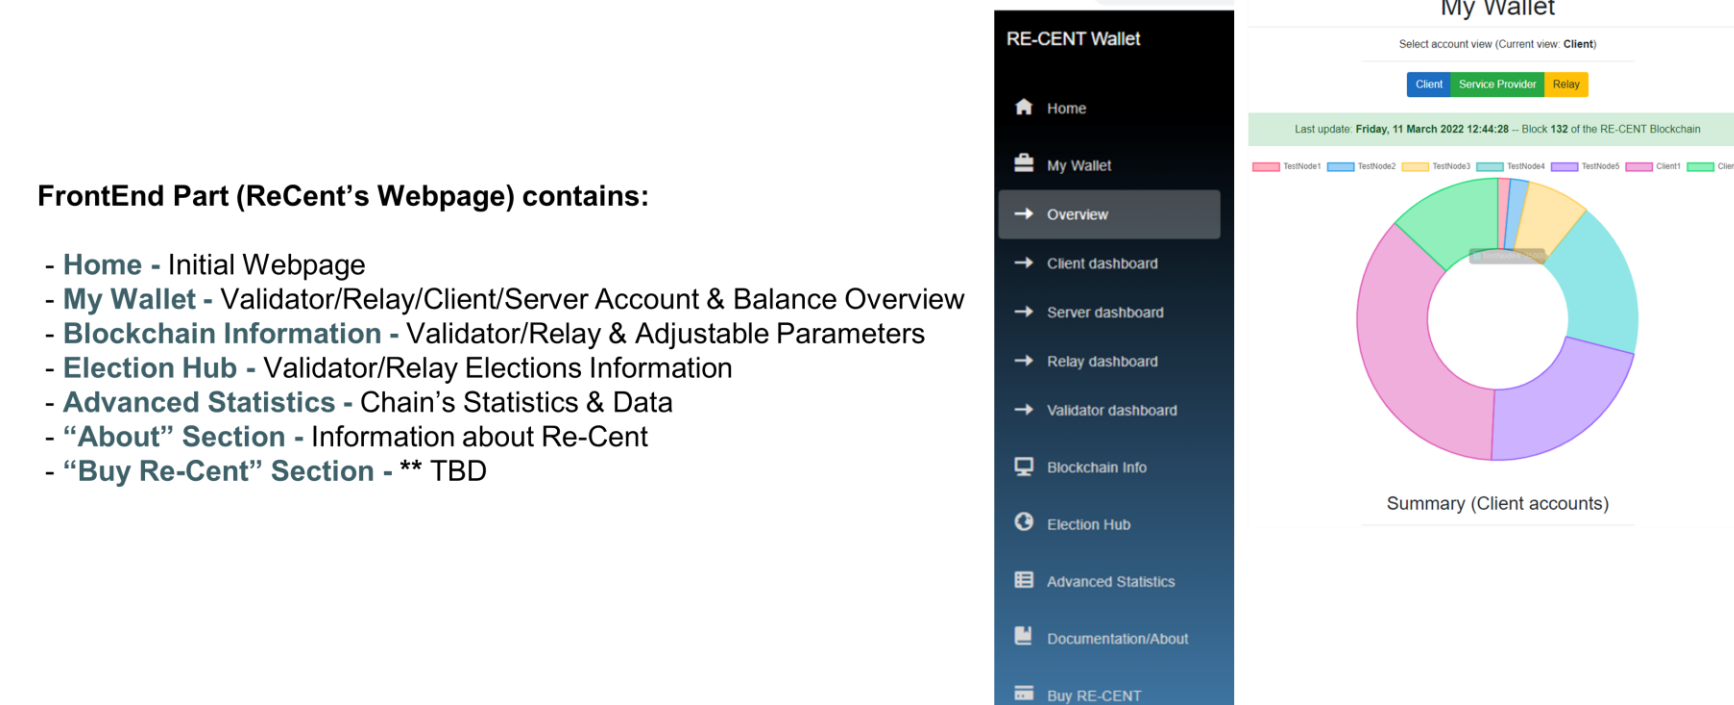 FrontEnd Part (ReCent's Webpage) contains:
- Home - Initial Webpage
- My Wallet - Validator/Relay/Client/Server Account & Balance Overview
- Blockchain Information - Validator/Relay & Adjustable Parameters
- Election Hub - Validator/Relay Elections Information
- Advanced Statistics - Chain's Statistics & Data
- “About” Section - Information about Re-Cent
- “Buy Re-Cent” Section - ** TBD
RE-CENT Wallet
Home
My Wallet
Overview
Client dashboard
Server dashboard
Relay dashboard
Validator dashboard
Blockchain Info
Election Hub
Advanced Statistics
Documentation/About
Buy RE-CENT
My Wallet
Select account view (Current view: Client)
Client Service Provider Relay
Last update: Friday, 11 March 2022 12:44:28 -- Block 132 of the RE-CENT Blockchain
TestNode1 TestNode2 TestNode3 TestNode4 TestNode5 Client1
Summary (Client accounts)